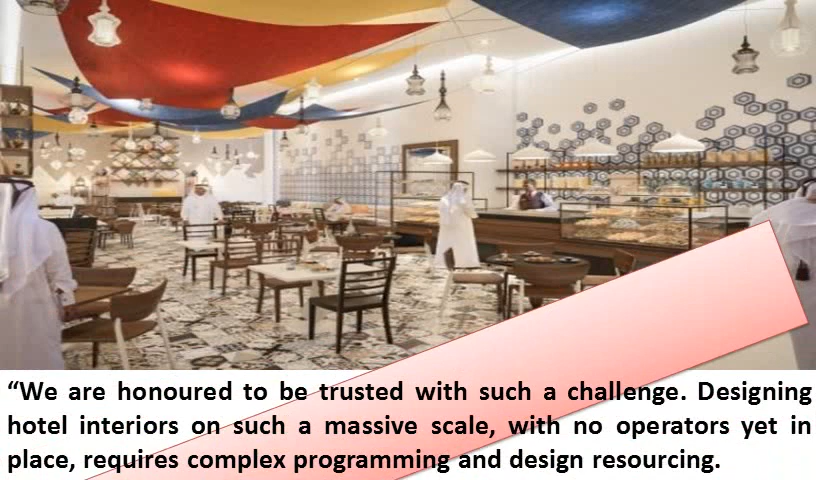 “We are honoured to be trusted with such a challenge. Designing
hotel interiors on such a massive scale, with no operators yet in
place, requires complex programming and design resourcing.